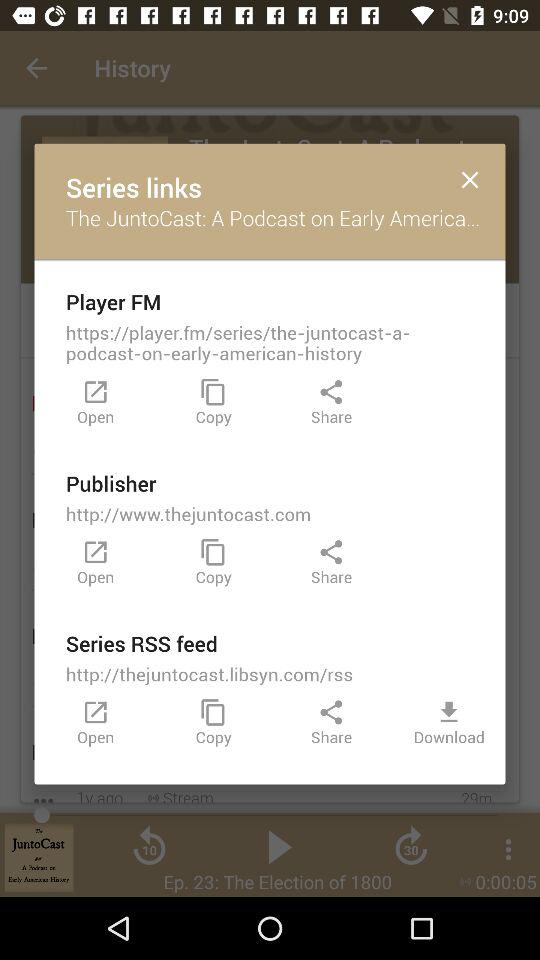 9:09
History
Series links
The JuntoCast: A Podcast on Early America...
Player FM
https://player.fm/series/the-juntocast-a-
podcast-on-early-american-history
Open Copy Share
Publisher
http://www.thejuntocast.com
Open Copy Share
Series RSS feed
http://thejuntocast.libsyn.com/rss
Open Copy Share Download
1y ago Stream 29m
The
JuntoCast
A Podcast on
Early American History
10
30
Ep. 23: The Election of 1800 0:00:05